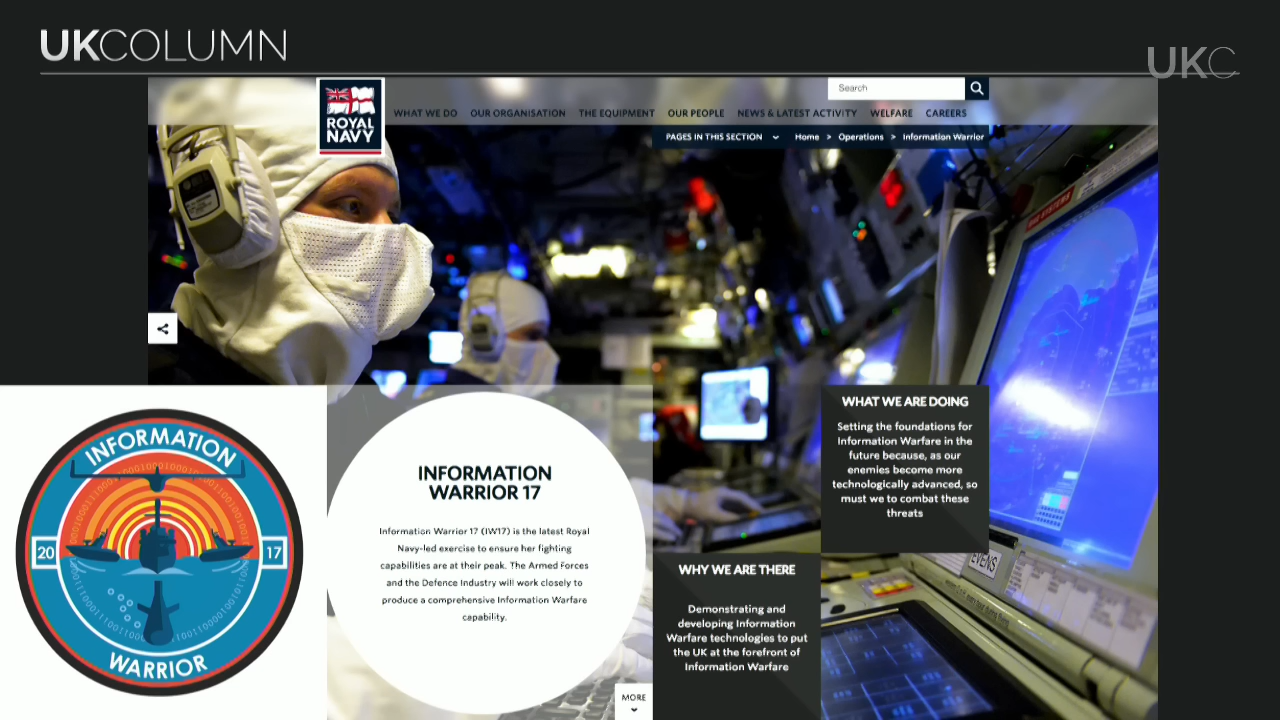 UKCOLUMN
UKC
Search
ROYAL
NAVY
WHAT WE DO OUR ORGANISATION THE EQUIPMENT OUR PEOPLE NEWS & LATEST ACTIVITY WELFARE CAREERS
PAGES IN THIS SECTION Home > Operations > Information Warrior
INFORMATION
20 17
WARRIOR
INFORMATION
WARRIOR 17
Information Warrior 17 (IW17) is the latest Royal
Navy-led exercise to ensure her fighting
capabilities are at their peak. The Armed Forces
and the Defence Industry will work closely to
produce a comprehensive Information Warfare
capability.
MORE
WHAT WE ARE DOING
Setting the foundations for
Information Warfare in the
future because, as our
enemies become more
technologically advanced, so
must we to combat these
threats
WHY WE ARE THERE
Demonstrating and
developing Information
Warfare technologies to put
the UK at the forefront of
Information Warfare
EVENS